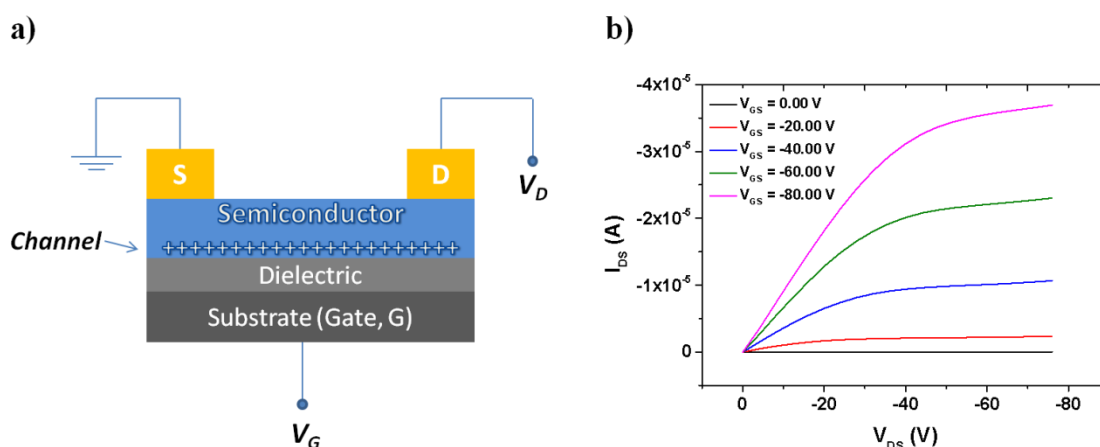 a)
S
D
V_D
Semiconductor
Channel
+++++++++++++++++++++++
Dielectric
Substrate (Gate, G)
V_G
b)
-4x10⁻⁵
-3x10⁻⁵
-2x10⁻⁵
-1x10⁻⁵
0
I_DS (A)
V_GS = 0.00 V
V_GS = -20.00 V
V_GS = -40.00 V
V_GS = -60.00 V
V_GS = -80.00 V
0 -20 -40 -60 -80
V_DS (V)